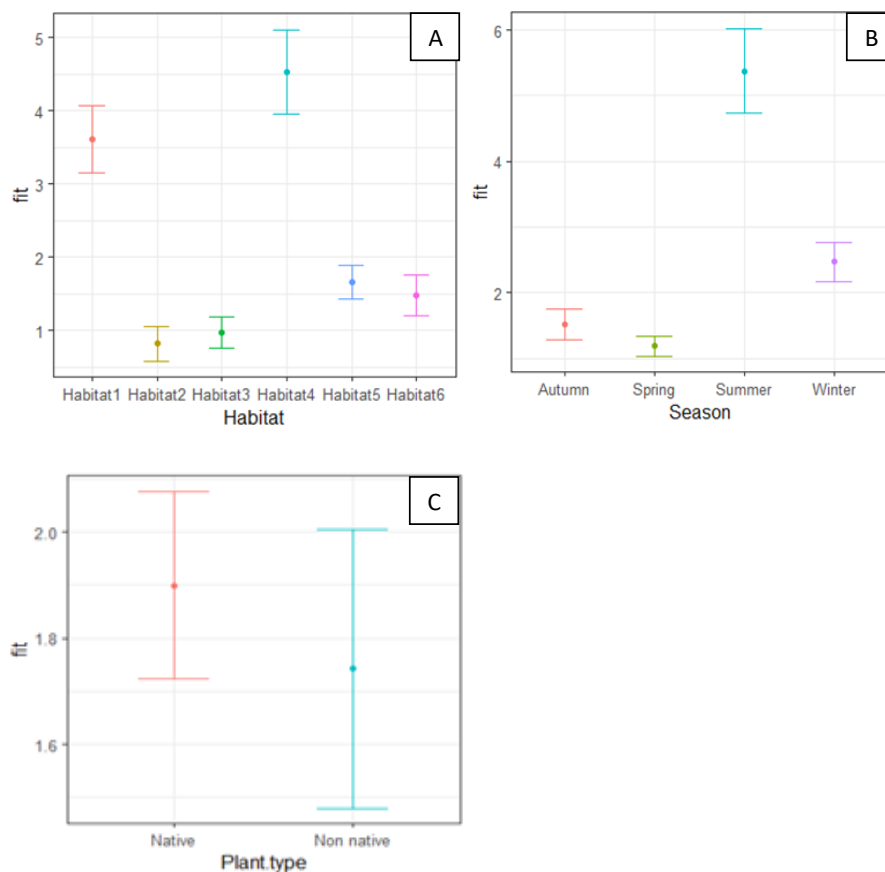 A
5
4
3
2
1
fit
Habitat1 Habitat2 Habitat3 Habitat4 Habitat5 Habitat6
Habitat
B
6
4
2
fit
Autumn Spring Summer Winter
Season
C
2.0
1.8
1.6
fit
Native Non native
Plant.type